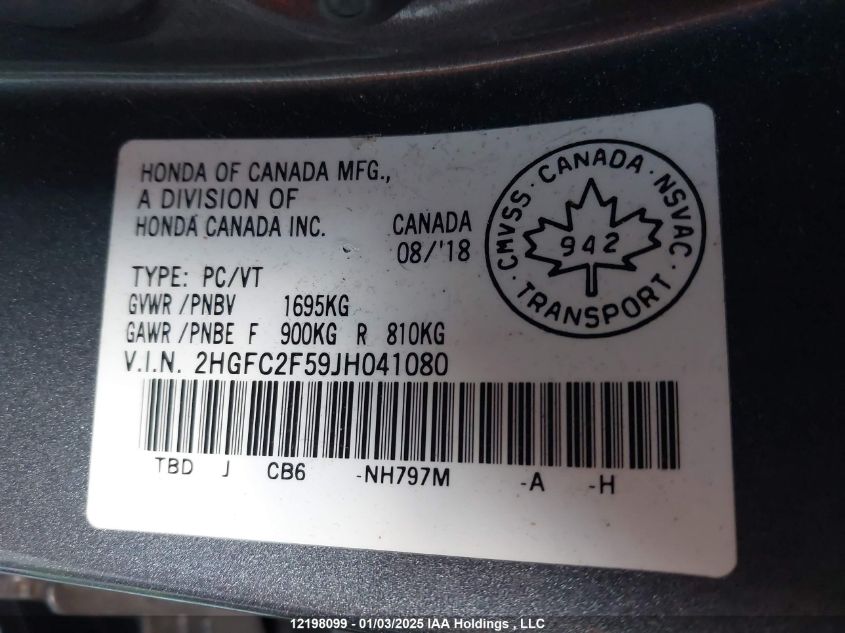 HONDA OF CANADA MFG.,
A DIVISION OF
HONDA CANADA INC.
CANADA
08/'18
TYPE: PC/VT
GVWR /PNBV 1695KG
GAWR /PNBE F 900KG R 810KG
V.I.N. 2HGFC2F59JH041080
TBD J CB6 -NH797M -A -H
CMVSS · CANADA · NSVAC · TRANSPORT ·
942
12198099 - 01/03/2025 IAA Holdings , LLC